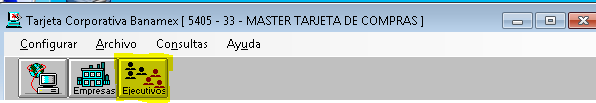 Tarjeta Corporativa Banamex [ 5405 - 33 - MASTER TARJETA DE COMPRAS ]
Configurar Archivo Consultas Ayuda
Empresas Ejecutivos